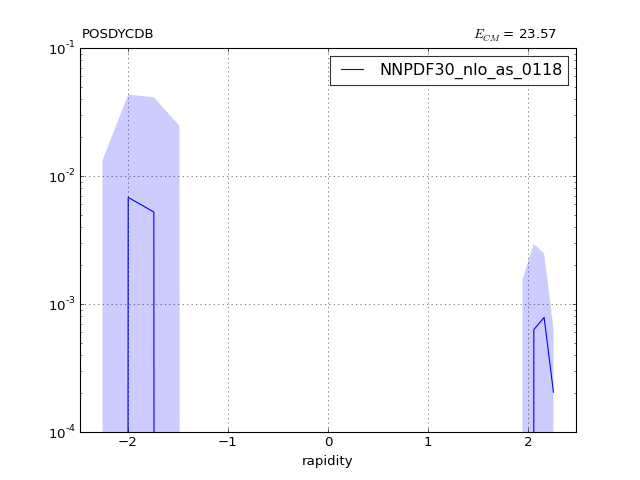 POSDYCDB
E_CM = 23.57
NNPDF30_nlo_as_0118
10^-1
10^-2
10^-3
10^-4
−2 −1 0 1 2
rapidity